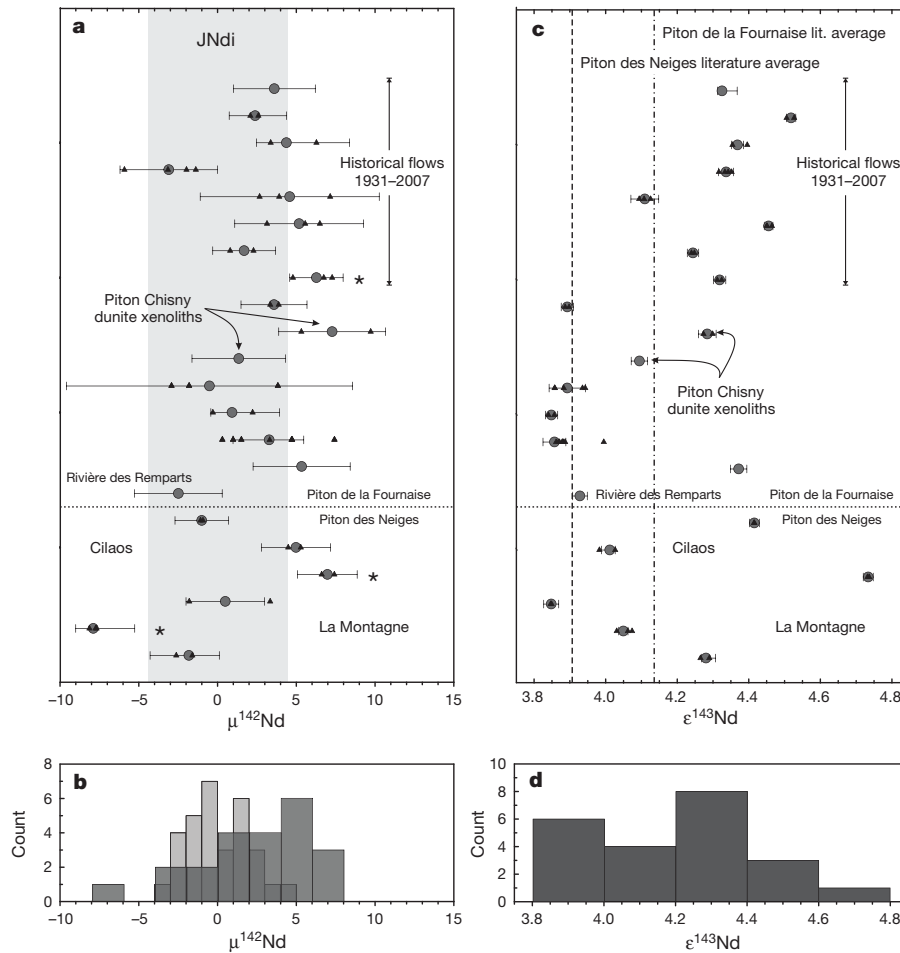 a
JNdi
Historical flows
1931–2007
*
Piton Chisny
dunite xenoliths
Rivière des Remparts
Piton de la Fournaise
Piton des Neiges
Cilaos
*
La Montagne
*
–10
–5
0
5
10
15
μ¹⁴²Nd
c
Piton de la Fournaise lit. average
Piton des Neiges literature average
Historical flows
1931–2007
Piton Chisny
dunite xenoliths
Rivière des Remparts
Piton de la Fournaise
Piton des Neiges
Cilaos
La Montagne
3.8
4.0
4.2
4.4
4.6
4.8
ε¹⁴³Nd
b
8
6
4
2
0
Count
–10
–5
0
5
10
15
μ¹⁴²Nd
d
10
8
6
4
2
0
Count
3.8
4.0
4.2
4.4
4.6
4.8
ε¹⁴³Nd